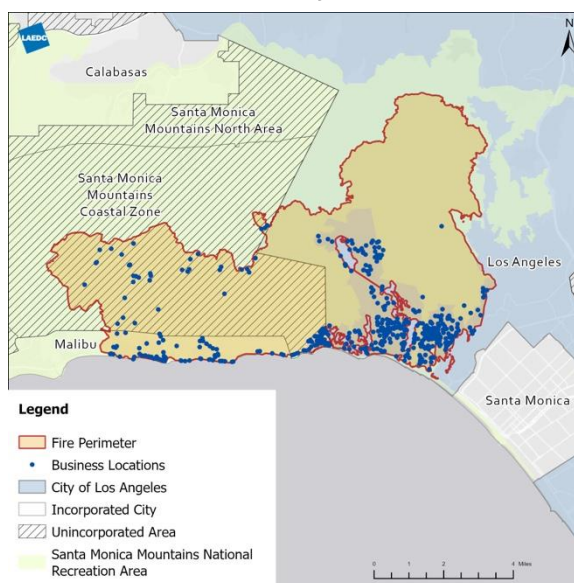 LAEDC
N
Calabasas
Santa Monica
Mountains North Area
Santa Monica
Mountains
Coastal Zone
Los Angeles
Malibu
Santa Monica
Legend
Fire Perimeter
Business Locations
City of Los Angeles
Incorporated City
Unincorporated Area
Santa Monica Mountains National
Recreation Area
0 1 2 4 Miles